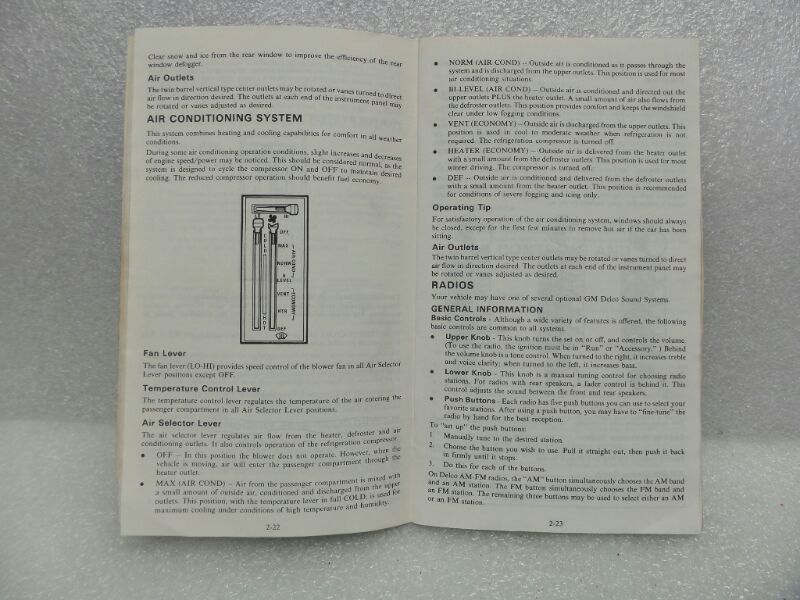 Clear snow and ice from the rear window to improve the efficiency of the rear
window defogger.
Air Outlets
The twin barrel vertical type center outlets may be rotated or vanes turned to direct
air flow in direction desired. The outlets at each end of the instrument panel may
be rotated or vanes adjusted as desired.
AIR CONDITIONING SYSTEM
This system combines heating and cooling capabilities for comfort in all weather
conditions.
During some air conditioning operation conditions, slight increases and decreases
of engine speed/power may be noticed. This should be considered normal, as the
system is designed to cycle the compressor ON and OFF to maintain desired
cooling. The reduced compressor operation should benefit fuel economy.
HI
OFF
MAX
NORM
BI
LEVEL
VENT
HTR
DEF
COLD
HOT
Fan Lever
The fan lever (LO-HI) provides speed control of the blower fan in all Air Selector
Lever positions except OFF.
Temperature Control Lever
The temperature control lever regulates the temperature of the air entering the
passenger compartment in all Air Selector Lever positions.
Air Selector Lever
The air selector lever regulates air flow from the heater, defroster and air
conditioning outlets. It also controls operation of the refrigeration compressor.
• OFF – In this position the blower does not operate. However, when the
vehicle is moving, air will enter the passenger compartment through the
heater outlet.
• MAX (AIR COND) – Air from the passenger compartment is mixed with
a small amount of outside air, conditioned and discharged from the upper
outlets. This position, with the temperature lever in full COLD, is used for
maximum cooling under conditions of high temperature and humidity.
2-22
• NORM (AIR COND) – Outside air is conditioned as it passes through the
system and is discharged from the upper outlets. This position is used for most
air conditioning situations.
• BI-LEVEL (AIR COND) – Outside air is conditioned and directed out the
upper outlets PLUS the heater outlet. A small amount of air also flows from
the defroster outlets. This position provides comfort and keeps the windshield
clear under low fogging conditions.
• VENT (ECONOMY) – Outside air is discharged from the upper outlets. This
position is used in cool to moderate weather when refrigeration is not
required. The refrigeration compressor is turned off.
• HEATER (ECONOMY) – Outside air is delivered from the heater outlet
with a small amount from the defroster outlets. This position is used for most
winter driving. The compressor is turned off.
• DEF – Outside air is conditioned and delivered from the defroster outlets
with a small amount from the heater outlet. This position is recommended
for conditions of severe fogging and icing only.
Operating Tip
For satisfactory operation of the air conditioning system, windows should always
be closed, except for the first few minutes to remove hot air if the car has been
sitting.
Air Outlets
The twin barrel vertical type center outlets may be rotated or vanes turned to direct
air flow in direction desired. The outlets at each end of the instrument panel may
be rotated or vanes adjusted as desired.
RADIOS
Your vehicle may have one of several optional GM Delco Sound Systems.
GENERAL INFORMATION
Basic Controls - Although a wide variety of features is offered, the following
basic controls are common to all systems.
• Upper Knob - This knob turns the set on or off, and controls the volume.
(To use the radio, the ignition must be in "Run" or "Accessory." ) Behind
the volume knob is a tone control. When turned to the right, it increases treble
and voice clarity; when turned to the left, it increases bass.
• Lower Knob - This knob is a manual tuning control for choosing radio
stations. For radios with rear speakers, a fader control is behind it. This
control adjusts the sound between the front and rear speakers.
• Push Buttons - Each radio has five push buttons you can use to select your
favorite stations. After using a push button, you may have to "fine-tune" the
radio by hand for the best reception.
To "set up" the push buttons:
1. Manually tune to the desired station.
2. Choose the button you wish to use. Pull it straight out, then push it back
in firmly until it stops.
3. Do this for each of the buttons.
On Delco AM-FM radios, the "AM" button simultaneously chooses the AM band
and an AM station. The FM button simultaneously chooses the FM band and
an FM station. The remaining three buttons may be used to select either an AM
or an FM station.
2-23